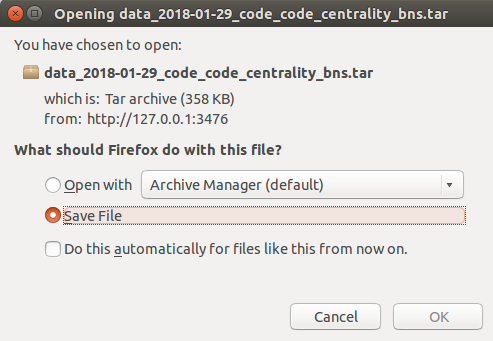 Opening data_2018-01-29_code_code_centrality_bns.tar
You have chosen to open:
data_2018-01-29_code_code_centrality_bns.tar
which is: Tar archive (358 KB)
from: http://127.0.0.1:3476
What should Firefox do with this file?
Open with Archive Manager (default)
Save File
Do this automatically for files like this from now on.
Cancel OK